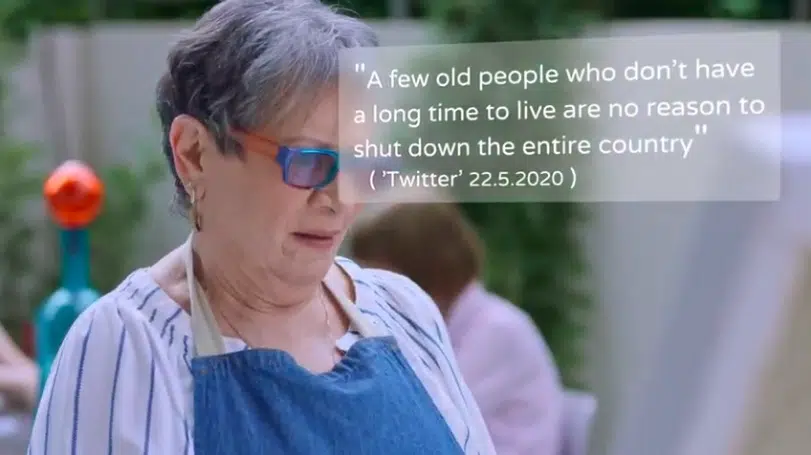 "A few old people who don't have
a long time to live are no reason to
shut down the entire country"
( 'Twitter' 22.5.2020 )